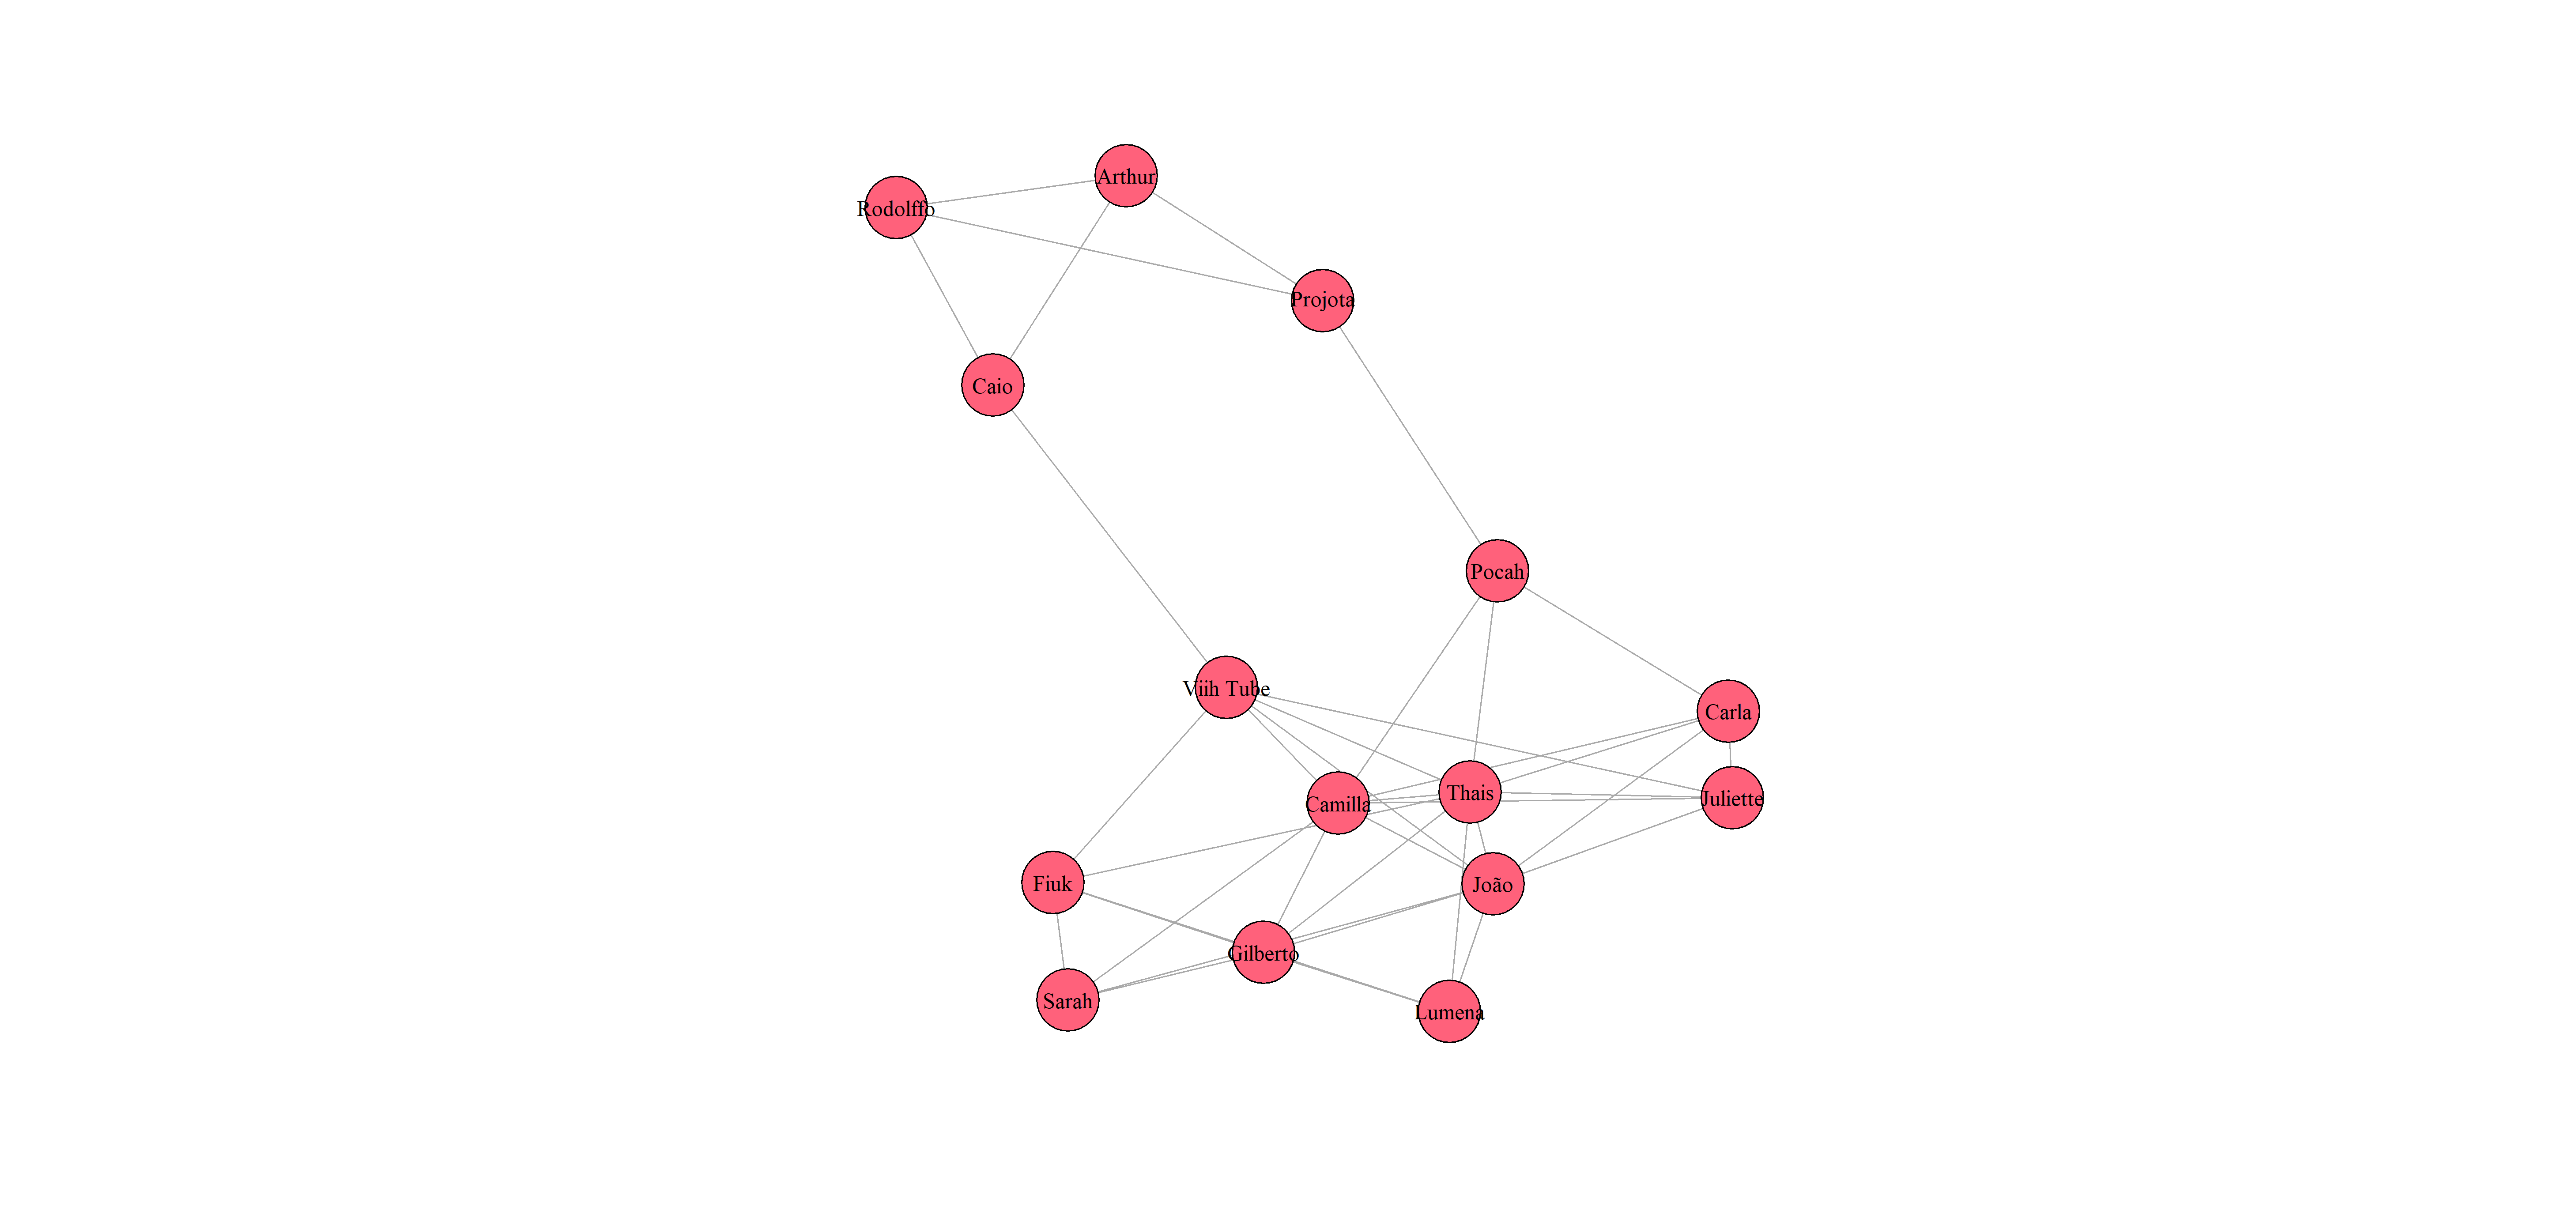 Arthur
Rodolffo
Projota
Caio
Pocah
Viih Tube
Carla
Thais
Juliette
Camilla
Fiuk
João
Gilberto
Sarah
Lumena